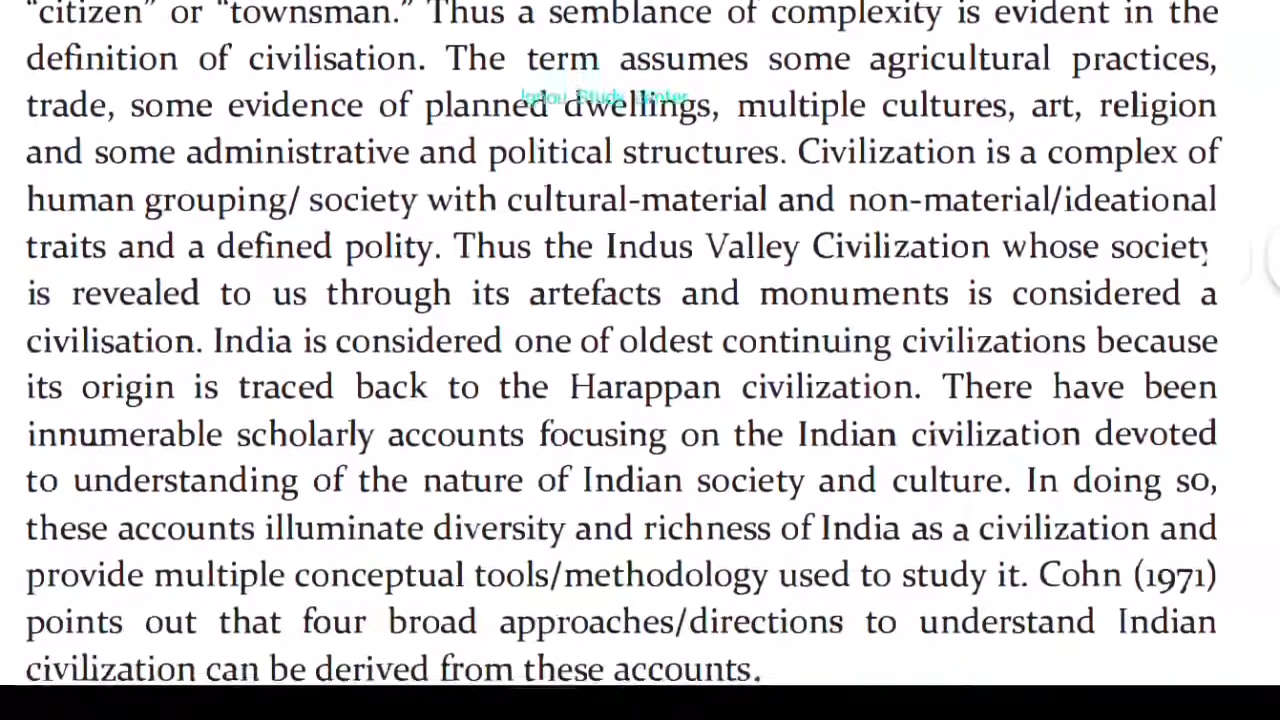 "citizen" or "townsman." Thus a semblance of complexity is evident in the
definition of civilisation. The term assumes some agricultural practices,
Ignou Study Center
trade, some evidence of planned dwellings, multiple cultures, art, religion
and some administrative and political structures. Civilization is a complex of
human grouping/ society with cultural-material and non-material/ideational
traits and a defined polity. Thus the Indus Valley Civilization whose society
is revealed to us through its artefacts and monuments is considered a
civilisation. India is considered one of oldest continuing civilizations because
its origin is traced back to the Harappan civilization. There have been
innumerable scholarly accounts focusing on the Indian civilization devoted
to understanding of the nature of Indian society and culture. In doing so,
these accounts illuminate diversity and richness of India as a civilization and
provide multiple conceptual tools/methodology used to study it. Cohn (1971)
points out that four broad approaches/directions to understand Indian
civilization can be derived from these accounts.